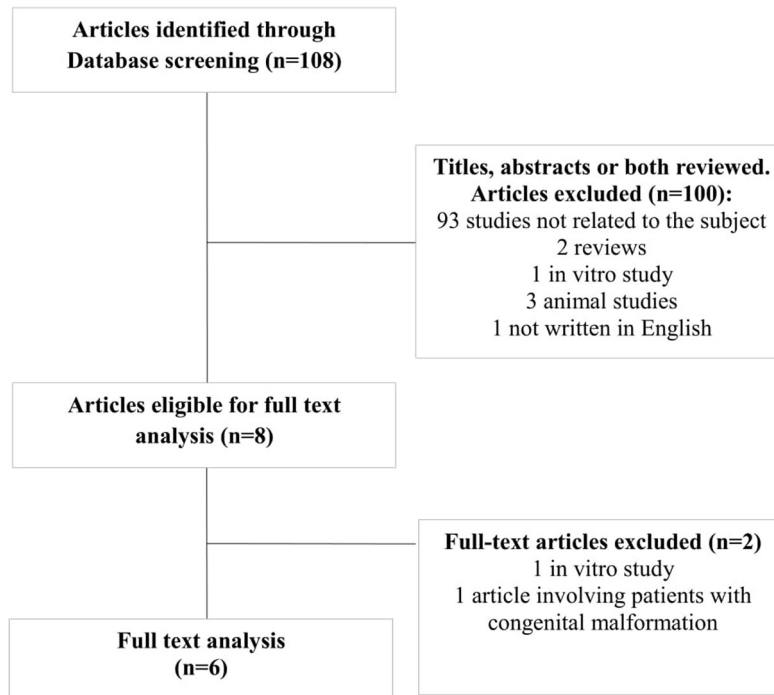 Articles identified through
Database screening (n=108)
Titles, abstracts or both reviewed.
Articles excluded (n=100):
93 studies not related to the subject
2 reviews
1 in vitro study
3 animal studies
1 not written in English
Articles eligible for full text
analysis (n=8)
Full-text articles excluded (n=2)
1 in vitro study
1 article involving patients with
congenital malformation
Full text analysis
(n=6)